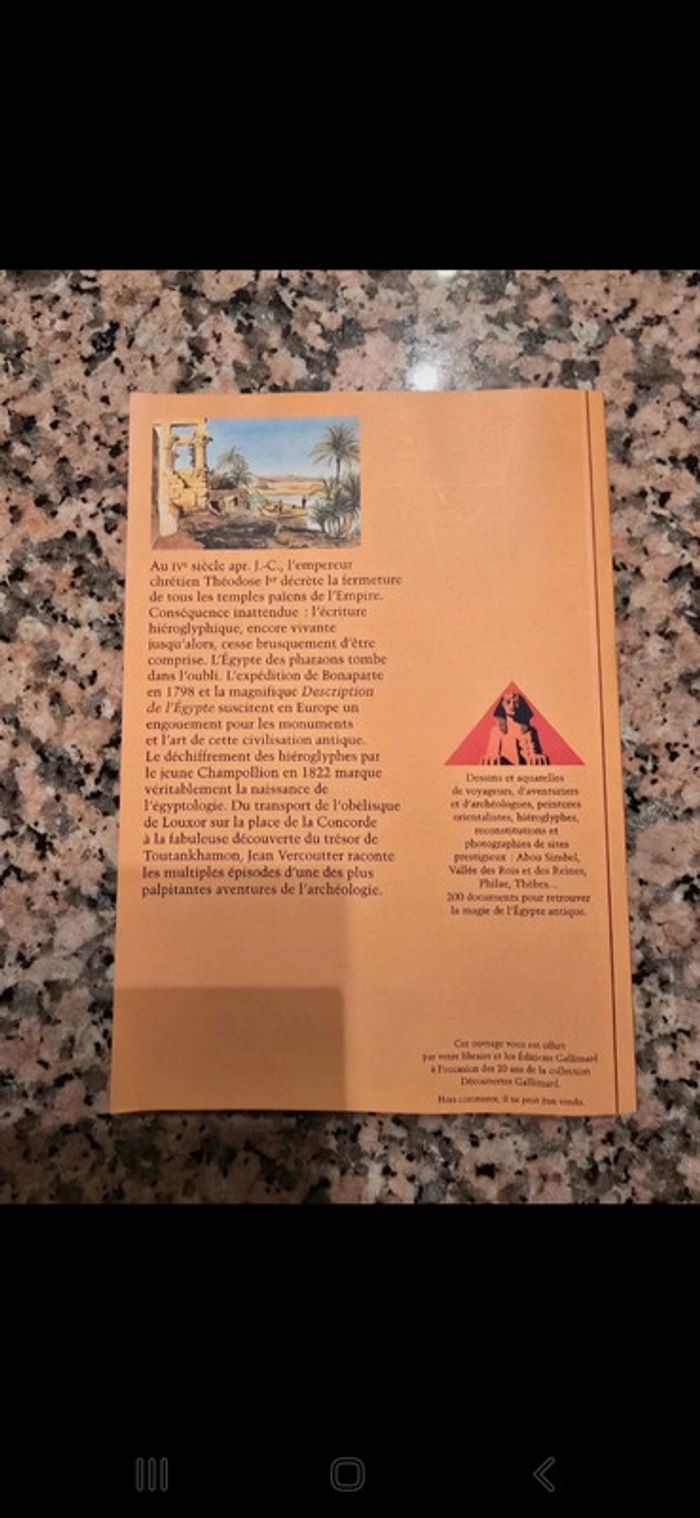 Au IVe siècle apr. J.-C., l'empereur
chrétien Théodose Ier décrète la fermeture
de tous les temples païens de l'Empire.
Conséquence inattendue : l'écriture
hiéroglyphique, encore vivante
jusqu'alors, cesse brusquement d'être
comprise. L'Égypte des pharaons tombe
dans l'oubli. L'expédition de Bonaparte
en 1798 et la magnifique Description
de l'Égypte suscitent en Europe un
engouement pour les monuments
et l'art de cette civilisation antique.
Le déchiffrement des hiéroglyphes par
le jeune Champollion en 1822 marque
véritablement la naissance de
l'égyptologie. Du transport de l'obélisque
de Louxor sur la place de la Concorde
à la fabuleuse découverte du trésor de
Toutankhamon, Jean Vercoutter raconte
les multiples épisodes d'une des plus
palpitantes aventures de l'archéologie.
Dessins et aquarelles
de voyageurs, d'aventuriers
et d'archéologues, peintures
orientalistes, hiéroglyphes,
reconstitutions et
photographies de sites
prestigieux : Abou Simbel,
Vallée des Rois et des Reines,
Philae, Thèbes...
200 documents pour retrouver
la magie de l'Égypte antique.
Cet ouvrage vous est offert
par votre libraire et les Éditions Gallimard
à l'occasion des 20 ans de la collection
Découvertes Gallimard.
Hors commerce, il ne peut être vendu.